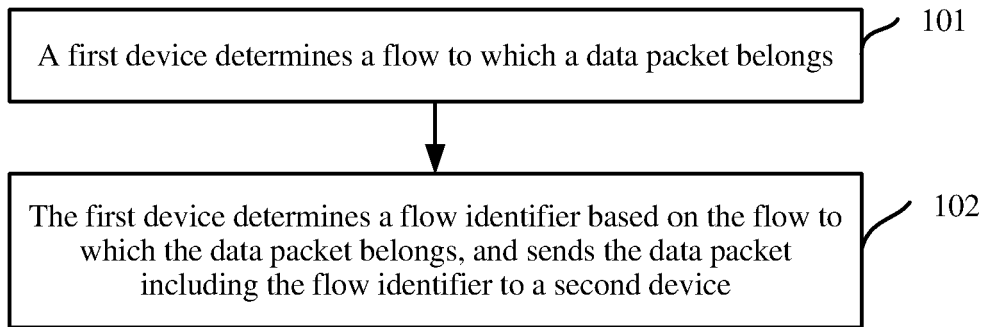 A first device determines a flow to which a data packet belongs
101
The first device determines a flow identifier based on the flow to
which the data packet belongs, and sends the data packet
including the flow identifier to a second device
102